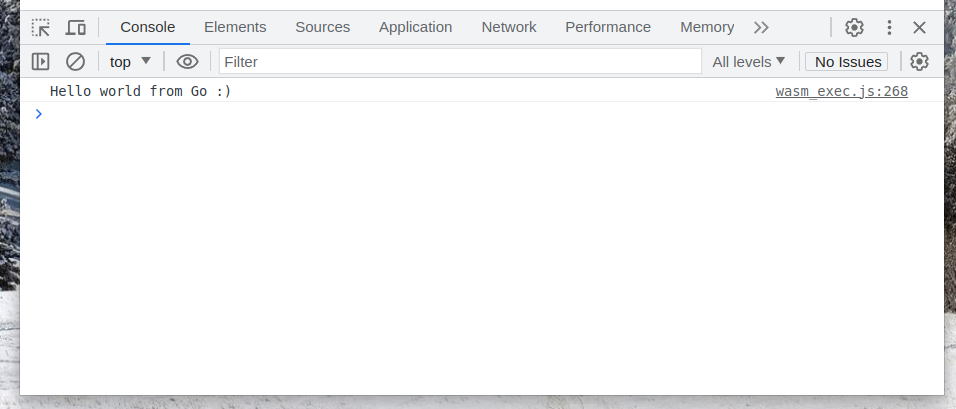 Console Elements Sources Application Network Performance Memory
top Filter All levels No Issues
Hello world from Go :) wasm_exec.js:268